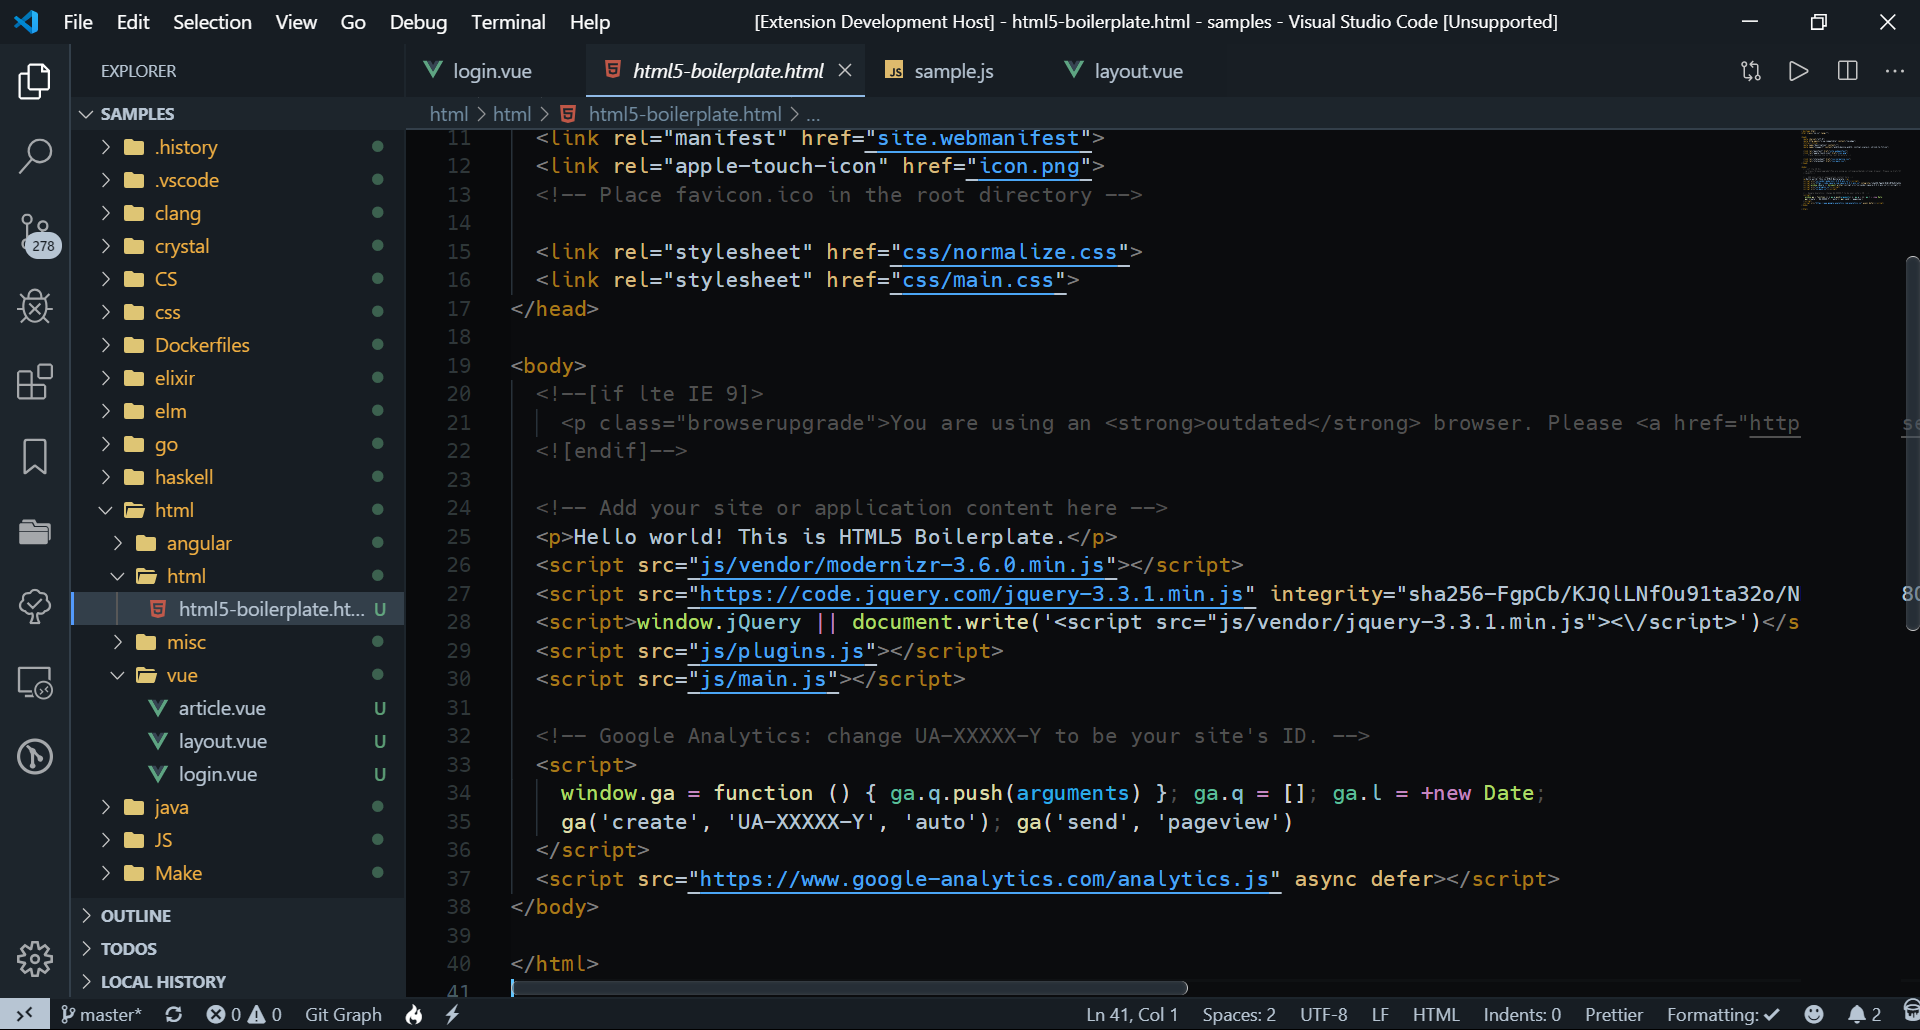 File Edit Selection View Go Debug Terminal Help
[Extension Development Host] - html5-boilerplate.html - samples - Visual Studio Code [Unsupported]
EXPLORER
login.vue
html5-boilerplate.html
JS sample.js
layout.vue
SAMPLES
html > html > html5-boilerplate.html > ...
.history
.vscode
clang
crystal
278
CS
css
Dockerfiles
elixir
elm
go
haskell
html
angular
html
html5-boilerplate.ht... U
misc
vue
article.vue U
layout.vue U
login.vue U
java
JS
Make
OUTLINE
TODOS
LOCAL HISTORY
11 <link rel="manifest" href="site.webmanifest">
12 <link rel="apple-touch-icon" href="icon.png">
13 <!-- Place favicon.ico in the root directory -->
14
15 <link rel="stylesheet" href="css/normalize.css">
16 <link rel="stylesheet" href="css/main.css">
17 </head>
18
19 <body>
20 <!--[if lte IE 9]>
21 <p class="browserupgrade">You are using an <strong>outdated</strong> browser. Please <a href="http
22 <![endif]-->
23
24 <!-- Add your site or application content here -->
25 <p>Hello world! This is HTML5 Boilerplate.</p>
26 <script src="js/vendor/modernizr-3.6.0.min.js"></script>
27 <script src="https://code.jquery.com/jquery-3.3.1.min.js" integrity="sha256-FgpCb/KJQlLNfOu91ta32o/N
28 <script>window.jQuery || document.write('<script src="js/vendor/jquery-3.3.1.min.js"><\/script>')</s
29 <script src="js/plugins.js"></script>
30 <script src="js/main.js"></script>
31
32 <!-- Google Analytics: change UA-XXXXX-Y to be your site's ID. -->
33 <script>
34 window.ga = function () { ga.q.push(arguments) }; ga.q = []; ga.l = +new Date;
35 ga('create', 'UA-XXXXX-Y', 'auto'); ga('send', 'pageview')
36 </script>
37 <script src="https://www.google-analytics.com/analytics.js" async defer></script>
38 </body>
39
40 </html>
41
master* 0 0 Git Graph
Ln 41, Col 1 Spaces: 2 UTF-8 LF HTML Indents: 0 Prettier Formatting: 2